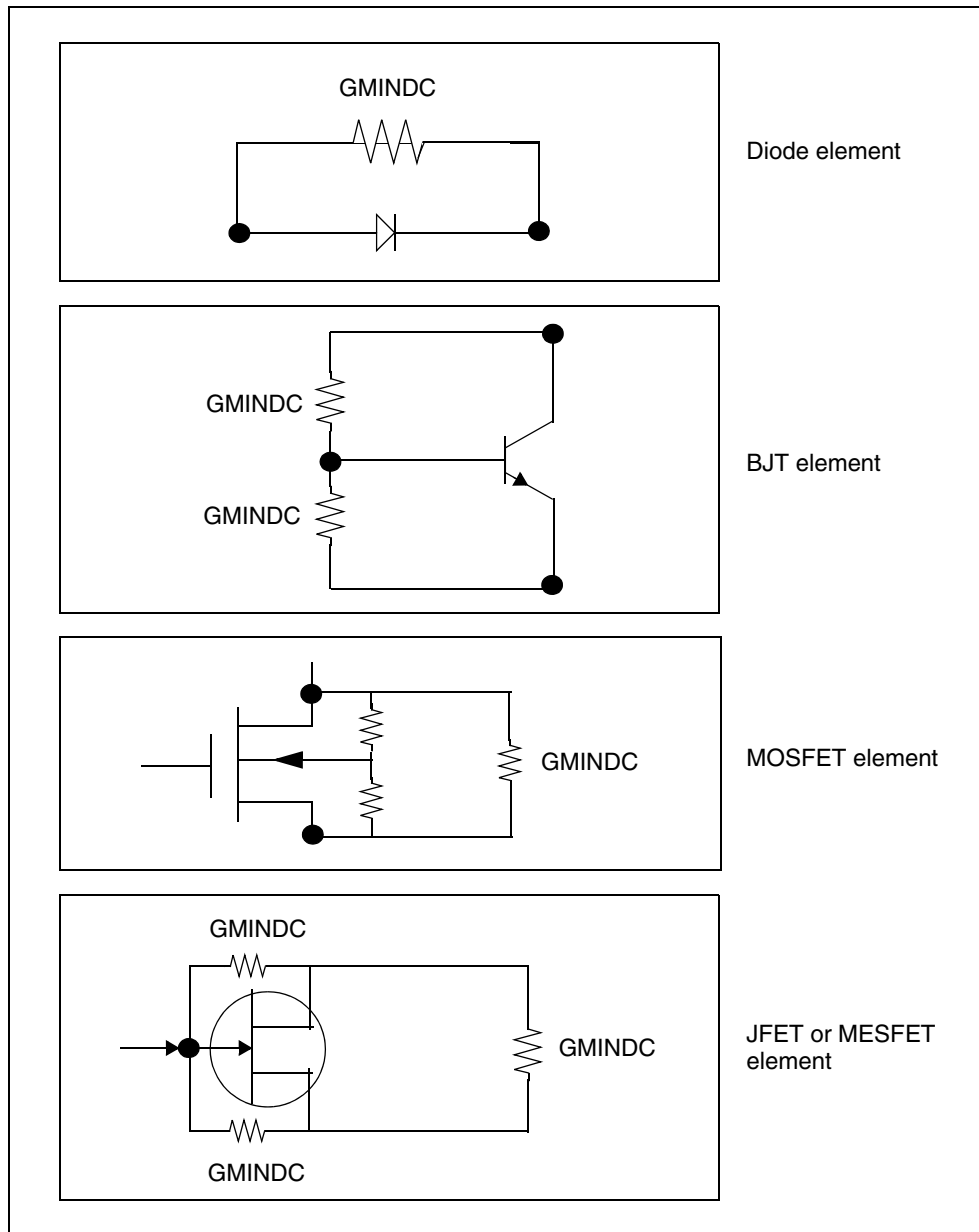 GMINDC
Diode element
GMINDC
BJT element
GMINDC
GMINDC
MOSFET element
GMINDC
GMINDC
JFET or MESFET
element
GMINDC